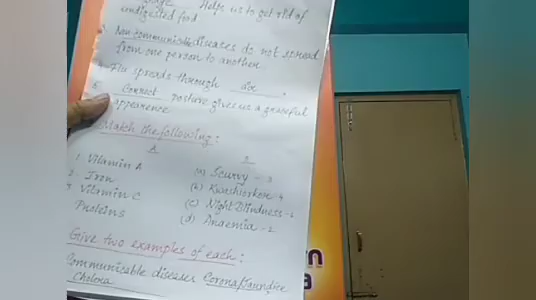 Helps us to get rid of
undigested food
Non communicable diseases do not spread
from one person to another
Flu spreads through air.
5. Correct posture gives us a graceful
appearence
Match the following:
A
1. Vitamin A (a) Scurvy - 3
2. Iron (b) Kwashiorkor - 4
3 Vitamin C (c) Night Blindness - 1
Proteins (d) Anaemia - 2
Give two examples of each:
Communicable diseases Corona, Jaundice
Cholera